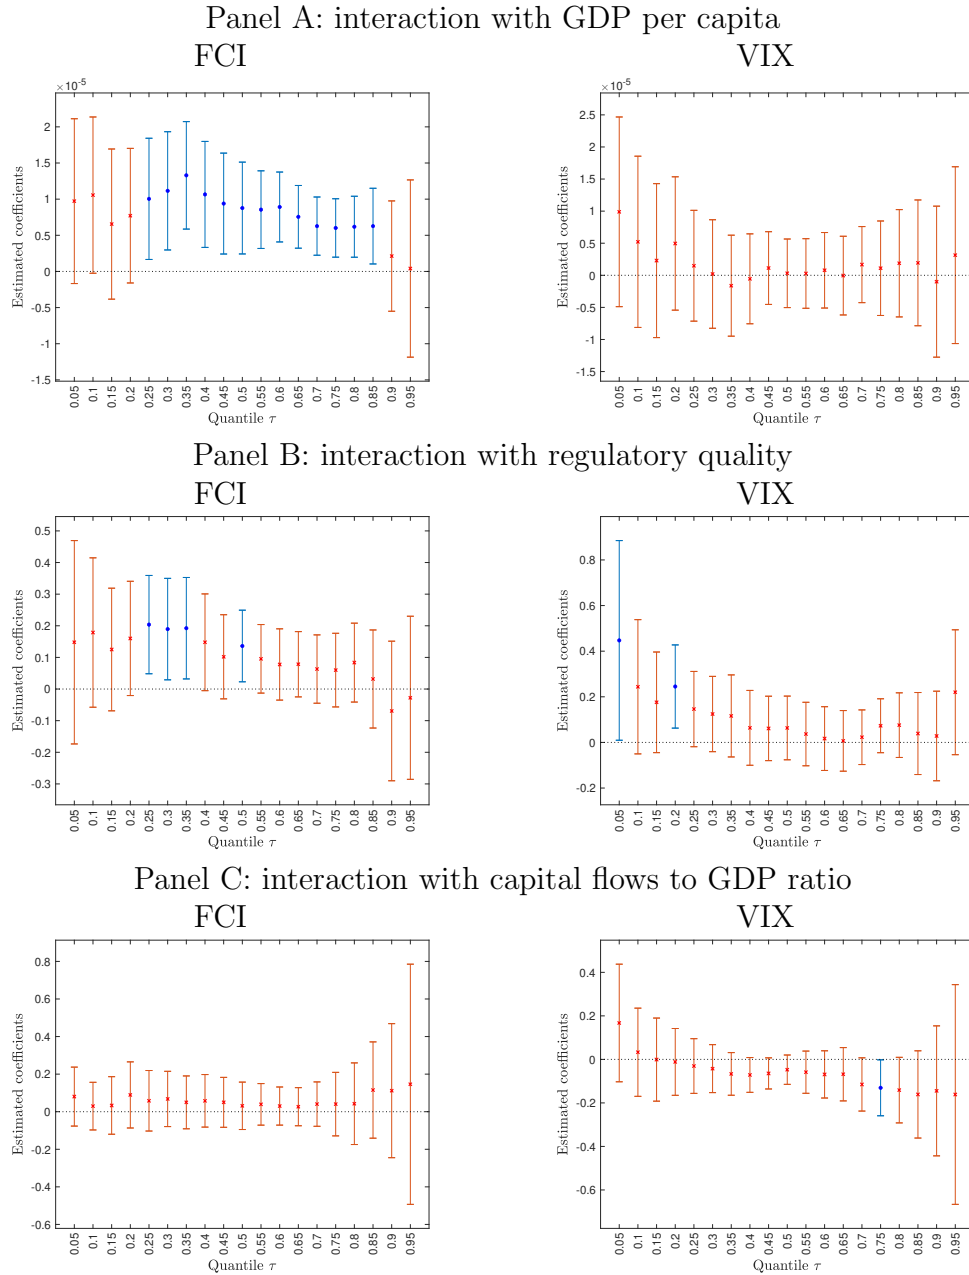 Panel A: interaction with GDP per capita
FCI VIX
×10⁻⁵ ×10⁻⁵
Estimated coefficients
2
1.5
1
0.5
0
-0.5
-1
-1.5
0.05 0.1 0.15 0.2 0.25 0.3 0.35 0.4 0.45 0.5 0.55 0.6 0.65 0.7 0.75 0.8 0.85 0.9 0.95
Quantile τ
Estimated coefficients
2.5
2
1.5
1
0.5
0
-0.5
-1
-1.5
0.05 0.1 0.15 0.2 0.25 0.3 0.35 0.4 0.45 0.5 0.55 0.6 0.65 0.7 0.75 0.8 0.85 0.9 0.95
Quantile τ
Panel B: interaction with regulatory quality
FCI VIX
Estimated coefficients
0.5
0.4
0.3
0.2
0.1
0
-0.1
-0.2
-0.3
0.05 0.1 0.15 0.2 0.25 0.3 0.35 0.4 0.45 0.5 0.55 0.6 0.65 0.7 0.75 0.8 0.85 0.9 0.95
Quantile τ
Estimated coefficients
0.8
0.6
0.4
0.2
0
-0.2
0.05 0.1 0.15 0.2 0.25 0.3 0.35 0.4 0.45 0.5 0.55 0.6 0.65 0.7 0.75 0.8 0.85 0.9 0.95
Quantile τ
Panel C: interaction with capital flows to GDP ratio
FCI VIX
Estimated coefficients
0.8
0.6
0.4
0.2
0
-0.2
-0.4
-0.6
0.05 0.1 0.15 0.2 0.25 0.3 0.35 0.4 0.45 0.5 0.55 0.6 0.65 0.7 0.75 0.8 0.85 0.9 0.95
Quantile τ
Estimated coefficients
0.4
0.2
0
-0.2
-0.4
-0.6
0.05 0.1 0.15 0.2 0.25 0.3 0.35 0.4 0.45 0.5 0.55 0.6 0.65 0.7 0.75 0.8 0.85 0.9 0.95
Quantile τ